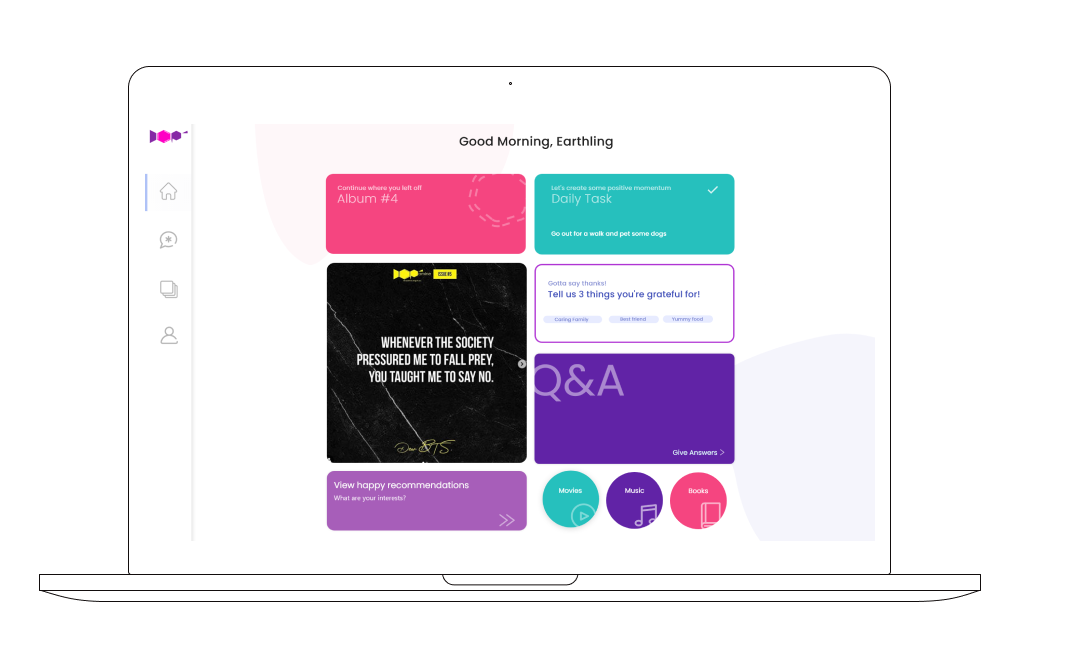 Good Morning, Earthling
Continue where you left off
Album #4
Let's create some positive momentum
Daily Task
Go out for a walk and pet some dogs
ISSUE#5
WHENEVER THE SOCIETY
PRESSURED ME TO FALL PREY,
YOU TAUGHT ME TO SAY NO.
Dear BTS
Gotta say thanks!
Tell us 3 things you're grateful for!
Calling Family
Best friend
Yummy food
Q&A
Give Answers
View happy recommendations
What are your interests?
Movies
Music
Books